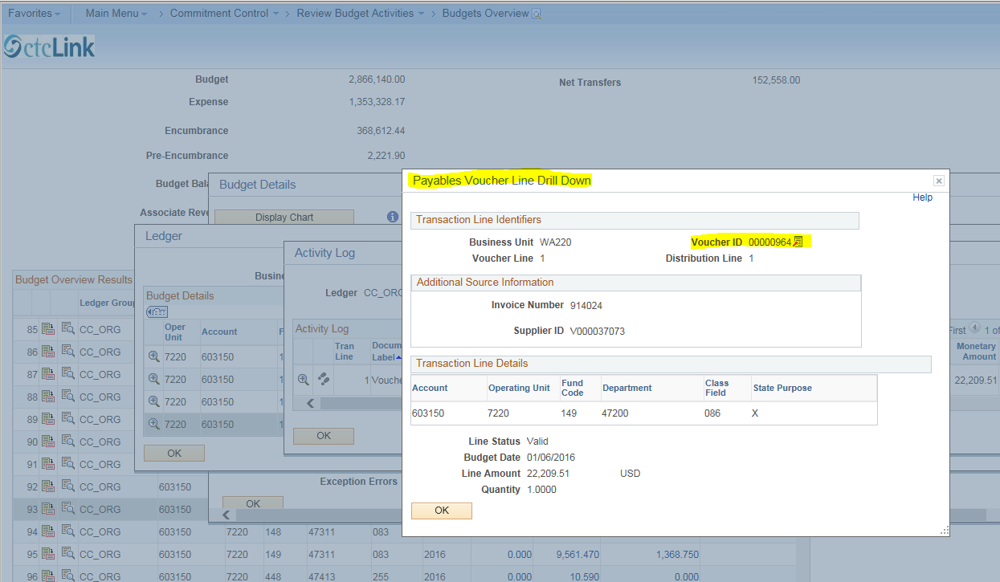 Favorites Main Menu > Commitment Control > Review Budget Activities > Budgets Overview
ctcLink
Budget 2,866,140.00 Net Transfers 152,558.00
Expense 1,353,328.17
Encumbrance 368,612.44
Pre-Encumbrance 2,221.90
Budget Bala
Associate Reve
Budget Details
Display Chart
Ledger
Busine
Budget Details
Oper Unit Account F
7220 603150 1
7220 603150 1
7220 603150 1
7220 603150 1
OK
Activity Log
Ledger CC_ORG
Activity Log
Tran Line Docum Label
1 Vouche
OK
Exception Errors
OK
Payables Voucher Line Drill Down
Help
Transaction Line Identifiers
Business Unit WA220 Voucher ID 00000964
Voucher Line 1 Distribution Line 1
Additional Source Information
Invoice Number 914024
Supplier ID V000037073
Transaction Line Details
Account Operating Unit Fund Code Department Class Field State Purpose
603150 7220 149 47200 086 X
Line Status Valid
Budget Date 01/06/2016
Line Amount 22,209.51 USD
Quantity 1.0000
OK
First 1 of
Monetary Amount
22,209.51
Budget Overview Results
Ledger Group
85 CC_ORG
86 CC_ORG
87 CC_ORG
88 CC_ORG
89 CC_ORG
90 CC_ORG
91 CC_ORG
92 CC_ORG 603150
93 CC_ORG 603150
94 CC_ORG 603150 7220 148 47311 083
95 CC_ORG 603150 7220 149 47311 083 2016 0.000 9,561.470 1,368.750
96 CC_ORG 603150 7220 448 47413 255 2016 0.000 10.590 0.000